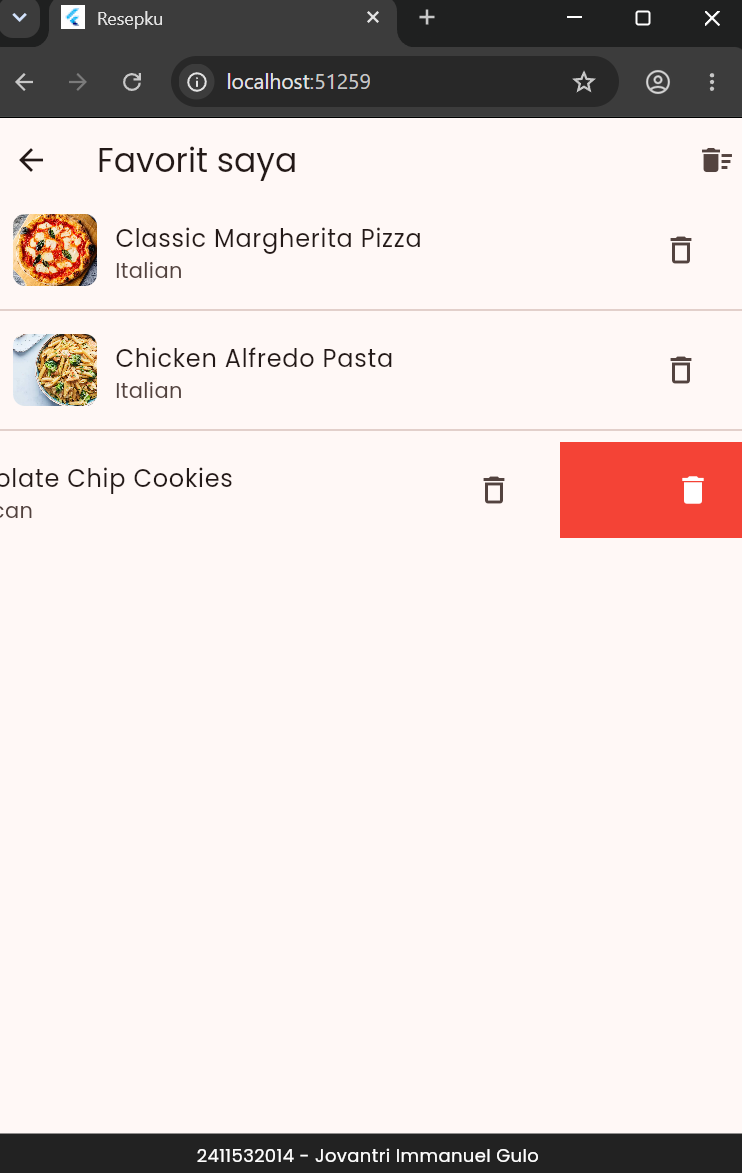 Resepku
localhost:51259
Favorit saya
Classic Margherita Pizza
Italian
Chicken Alfredo Pasta
Italian
olate Chip Cookies
can
2411532014 - Jovantri Immanuel Gulo